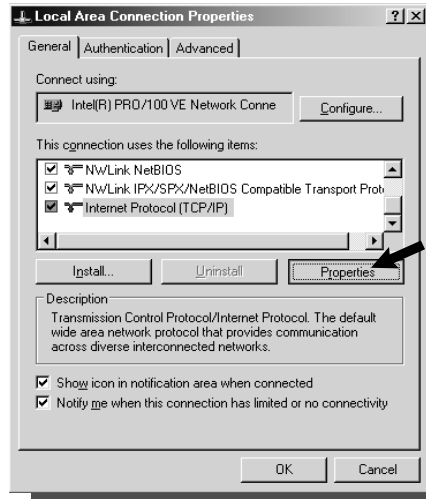 Local Area Connection Properties
General
Authentication
Advanced
Connect using:
Intel(R) PRO/100 VE Network Conne
Configure...
This connection uses the following items:
NWLink NetBIOS
NWLink IPX/SPX/NetBIOS Compatible Transport Prot
Internet Protocol (TCP/IP)
Install...
Uninstall
Properties
Description
Transmission Control Protocol/Internet Protocol. The default
wide area network protocol that provides communication
across diverse interconnected networks.
Show icon in notification area when connected
Notify me when this connection has limited or no connectivity
OK
Cancel